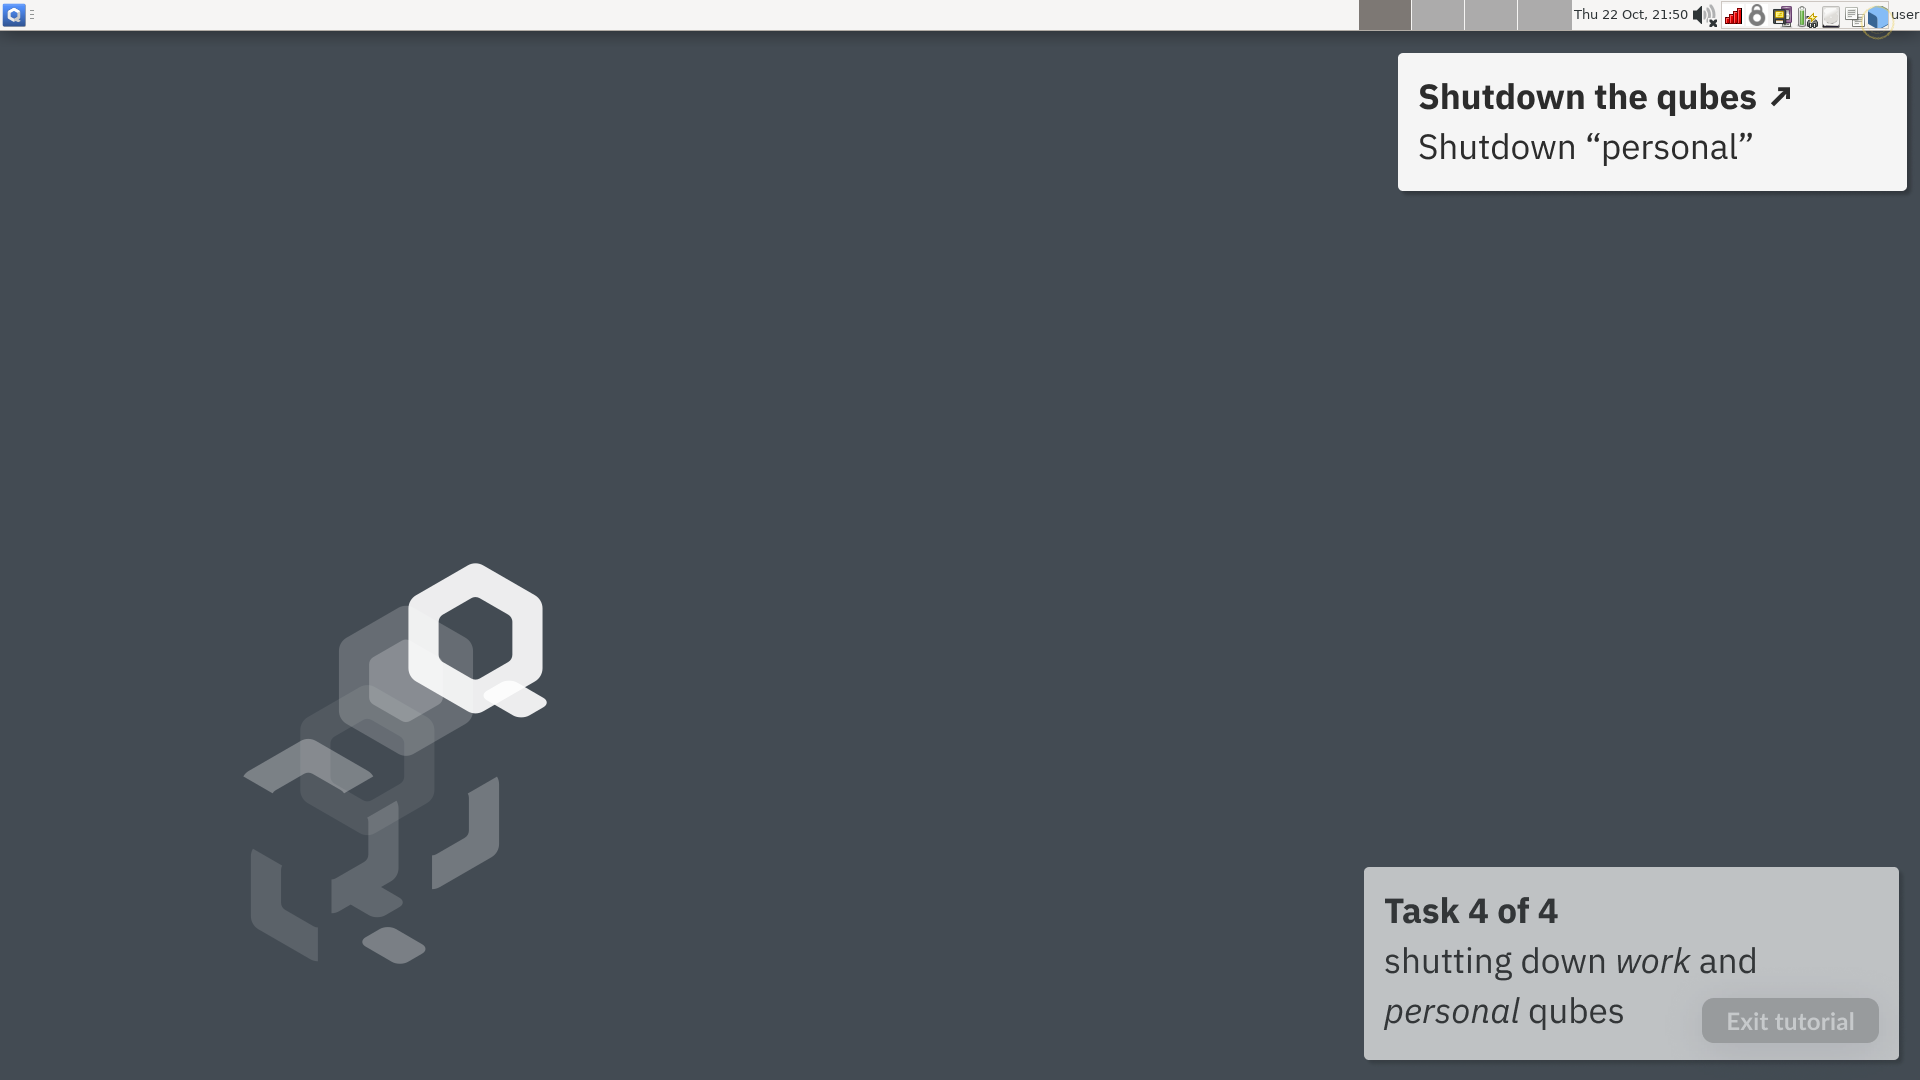 Thu 22 Oct, 21:50
user
Shutdown the qubes ↗
Shutdown “personal”
Task 4 of 4
shutting down work and
personal qubes
Exit tutorial